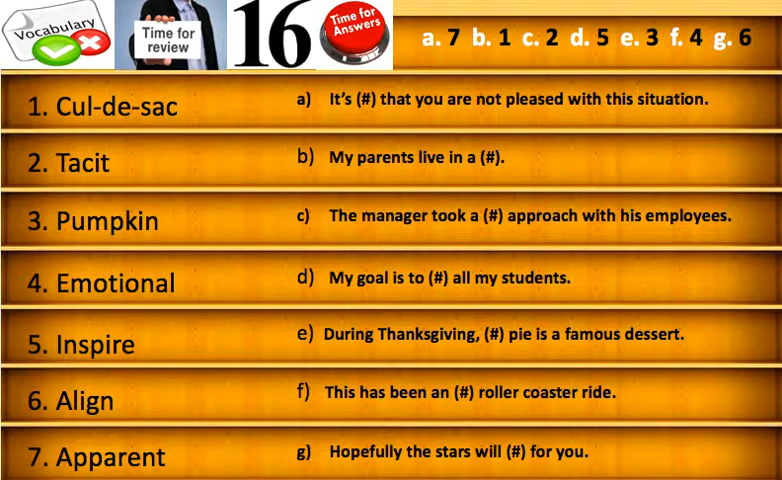 Vocabulary
Time for
review
16
Time for
Answers
a. 7 b. 1 c. 2 d. 5 e. 3 f. 4 g. 6
1. Cul-de-sac
a) It's (#) that you are not pleased with this situation.
2. Tacit
b) My parents live in a (#).
3. Pumpkin
c) The manager took a (#) approach with his employees.
4. Emotional
d) My goal is to (#) all my students.
5. Inspire
e) During Thanksgiving, (#) pie is a famous dessert.
6. Align
f) This has been an (#) roller coaster ride.
7. Apparent
g) Hopefully the stars will (#) for you.